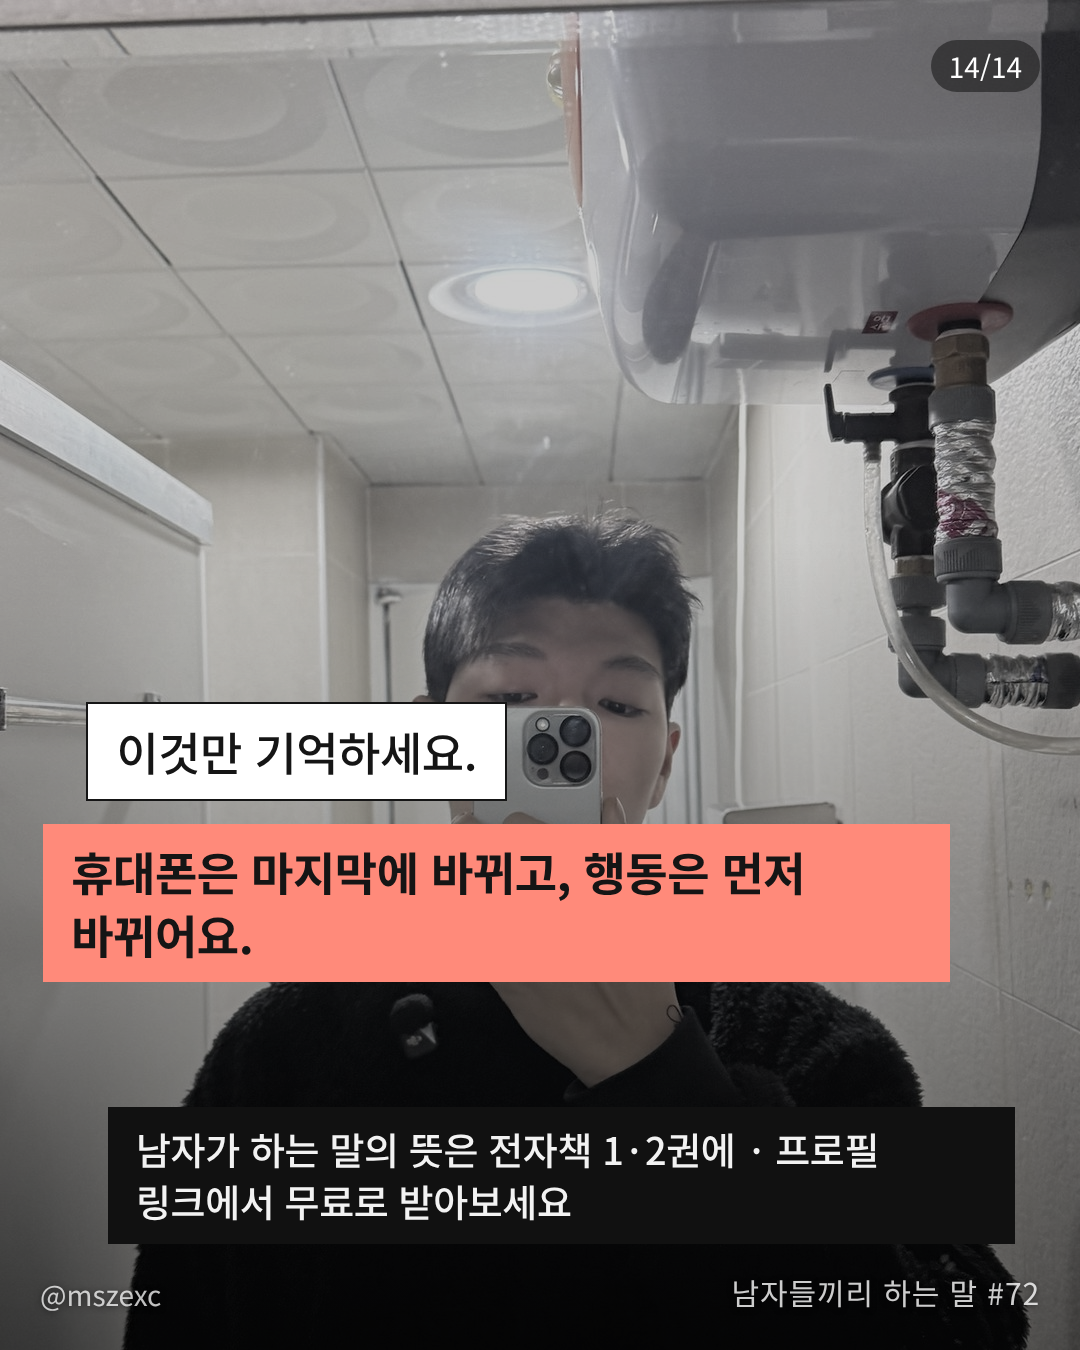 14/14
이것만 기억하세요.
휴대폰은 마지막에 바뀌고, 행동은 먼저
바뀌어요.
남자가 하는 말의 뜻은 전자책 1·2권에 · 프로필
링크에서 무료로 받아보세요
@mszexc
남자들끼리 하는 말 #72